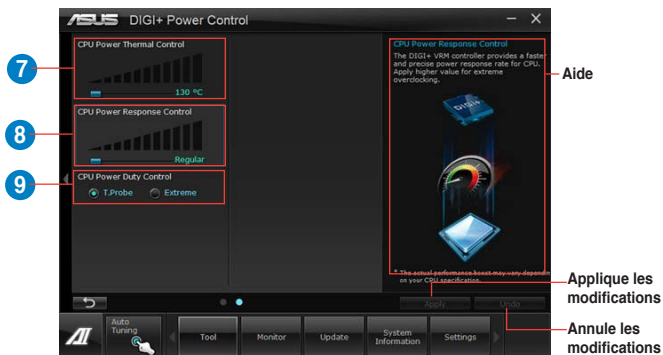 ASUS DIGI+ Power Control
7
CPU Power Thermal Control
130 °C
8
CPU Power Response Control
Regular
9
CPU Power Duty Control
T.Probe Extreme
CPU Power Response Control
The DIGI+ VRM controller provides a faster
and precise power response rate for CPU.
Apply higher value for extreme
overclocking.
DIGI+
* The actual performance boost may vary depending
on your CPU specification.
Aide
Apply Undo
Applique les
modifications
Annule les
modifications
AI
Auto
Tuning
Tool
Monitor
Update
System
Information
Settings